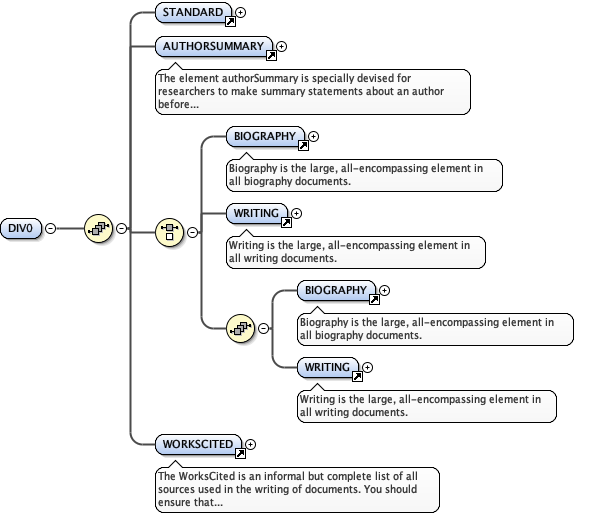 STANDARD
AUTHORSUMMARY
The element authorSummary is specially devised for
researchers to make summary statements about an author
before...
BIOGRAPHY
Biography is the large, all-encompassing element in
all biography documents.
WRITING
Writing is the large, all-encompassing element in
all writing documents.
DIV0
BIOGRAPHY
Biography is the large, all-encompassing element in
all biography documents.
WRITING
Writing is the large, all-encompassing element in
all writing documents.
WORKSCITED
The WorksCited is an informal but complete list of all
sources used in the writing of documents. You should
ensure that...